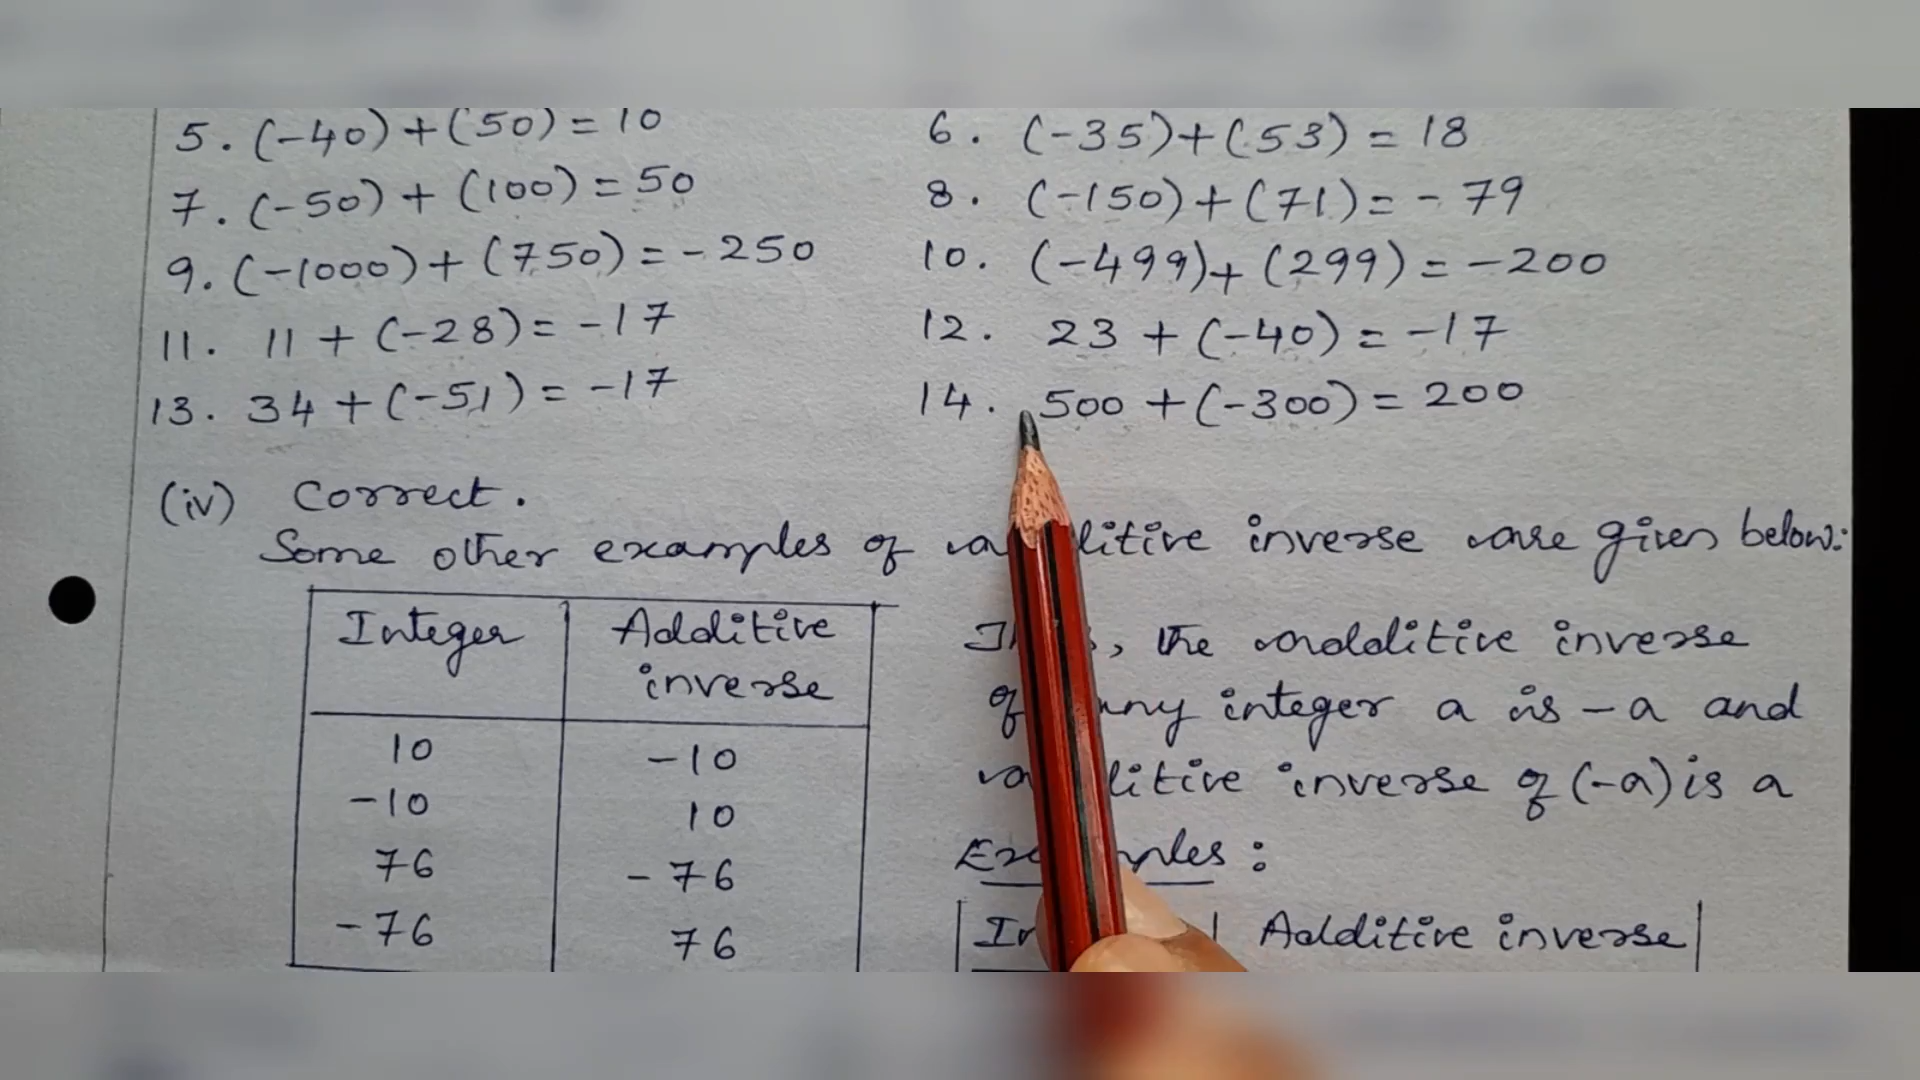 5. (-40)+(50)=10
6. (-35)+(53) = 18
7. (-50) + (100) = 50
8. (-150)+(71)= - 79
9. (-1000)+(750)=-250
10. (-499)+(299) = -200
11. 11 + (-28)= -17
12. 23 + (-40) = -17
13. 34+(-51)= -17
14. 500 +(-300) = 200
(iv) Correct.
Some other examples of inverse are given below:
Integer
Additive
inverse
10
-10
-10
10
76
-76
-76
76
, the additive inverse
of integer a is -a and
inverse of (-a) is a
:
Additive inverse